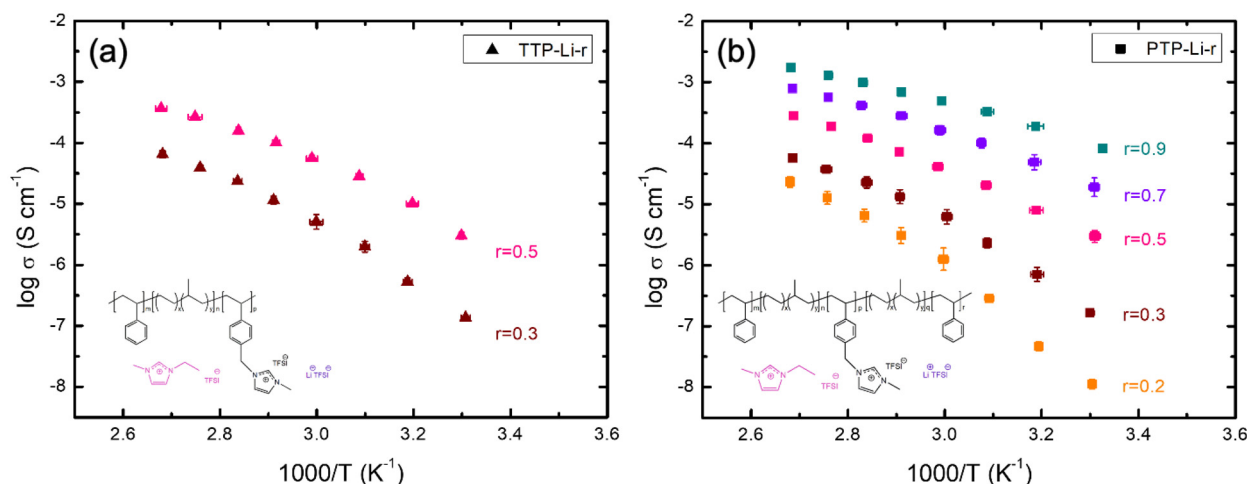 (a)
▲ TTP-Li-r
log σ (S cm⁻¹)
-2
-3
-4
-5
-6
-7
-8
r=0.5
r=0.3
m
x
y
n
p
TFSI⊖
N
⊕
N
⊖ ⊖
Li TFSI
N
⊕
N
⊖
TFSI
2.6 2.8 3.0 3.2 3.4 3.6
1000/T (K⁻¹)
(b)
■ PTP-Li-r
log σ (S cm⁻¹)
-2
-3
-4
-5
-6
-7
-8
r=0.9
r=0.7
r=0.5
r=0.3
r=0.2
m
x
y
n
p
x
y
q
r
TFSI⊖
N
⊕
N
⊕ ⊖
Li TFSI
N
⊕
N
⊖
TFSI
2.6 2.8 3.0 3.2 3.4 3.6
1000/T (K⁻¹)